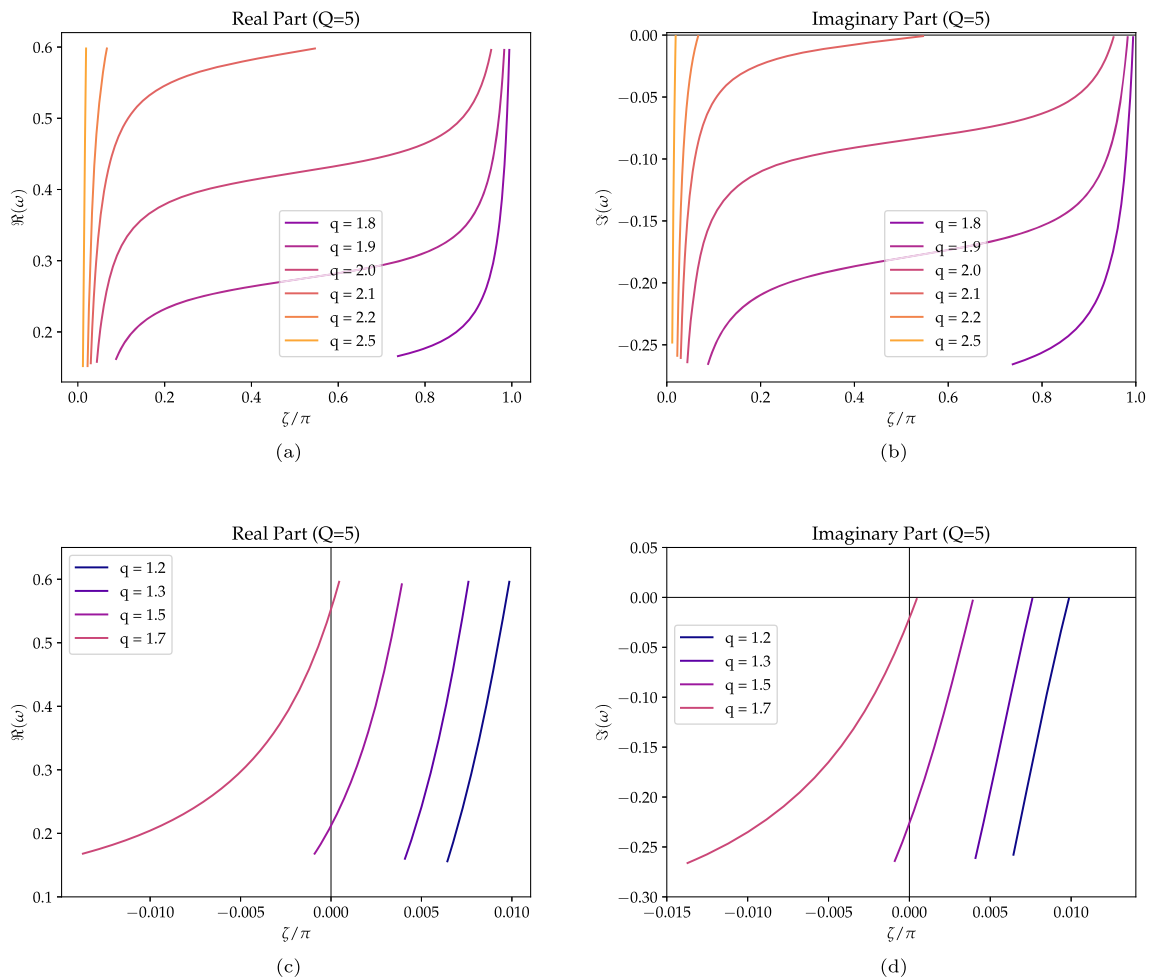 Real Part (Q=5)
0.6
0.5
0.4
0.3
0.2
ℜ(ω)
q = 1.8
q = 1.9
q = 2.0
q = 2.1
q = 2.2
q = 2.5
0.0 0.2 0.4 0.6 0.8 1.0
ζ/π
(a)
Imaginary Part (Q=5)
0.00
−0.05
−0.10
−0.15
−0.20
−0.25
ℑ(ω)
q = 1.8
q = 1.9
q = 2.0
q = 2.1
q = 2.2
q = 2.5
0.0 0.2 0.4 0.6 0.8 1.0
ζ/π
(b)
Real Part (Q=5)
0.6
0.5
0.4
0.3
0.2
0.1
ℜ(ω)
q = 1.2
q = 1.3
q = 1.5
q = 1.7
−0.010 −0.005 0.000 0.005 0.010
ζ/π
(c)
Imaginary Part (Q=5)
0.05
0.00
−0.05
−0.10
−0.15
−0.20
−0.25
−0.30
ℑ(ω)
q = 1.2
q = 1.3
q = 1.5
q = 1.7
−0.015 −0.010 −0.005 0.000 0.005 0.010
ζ/π
(d)